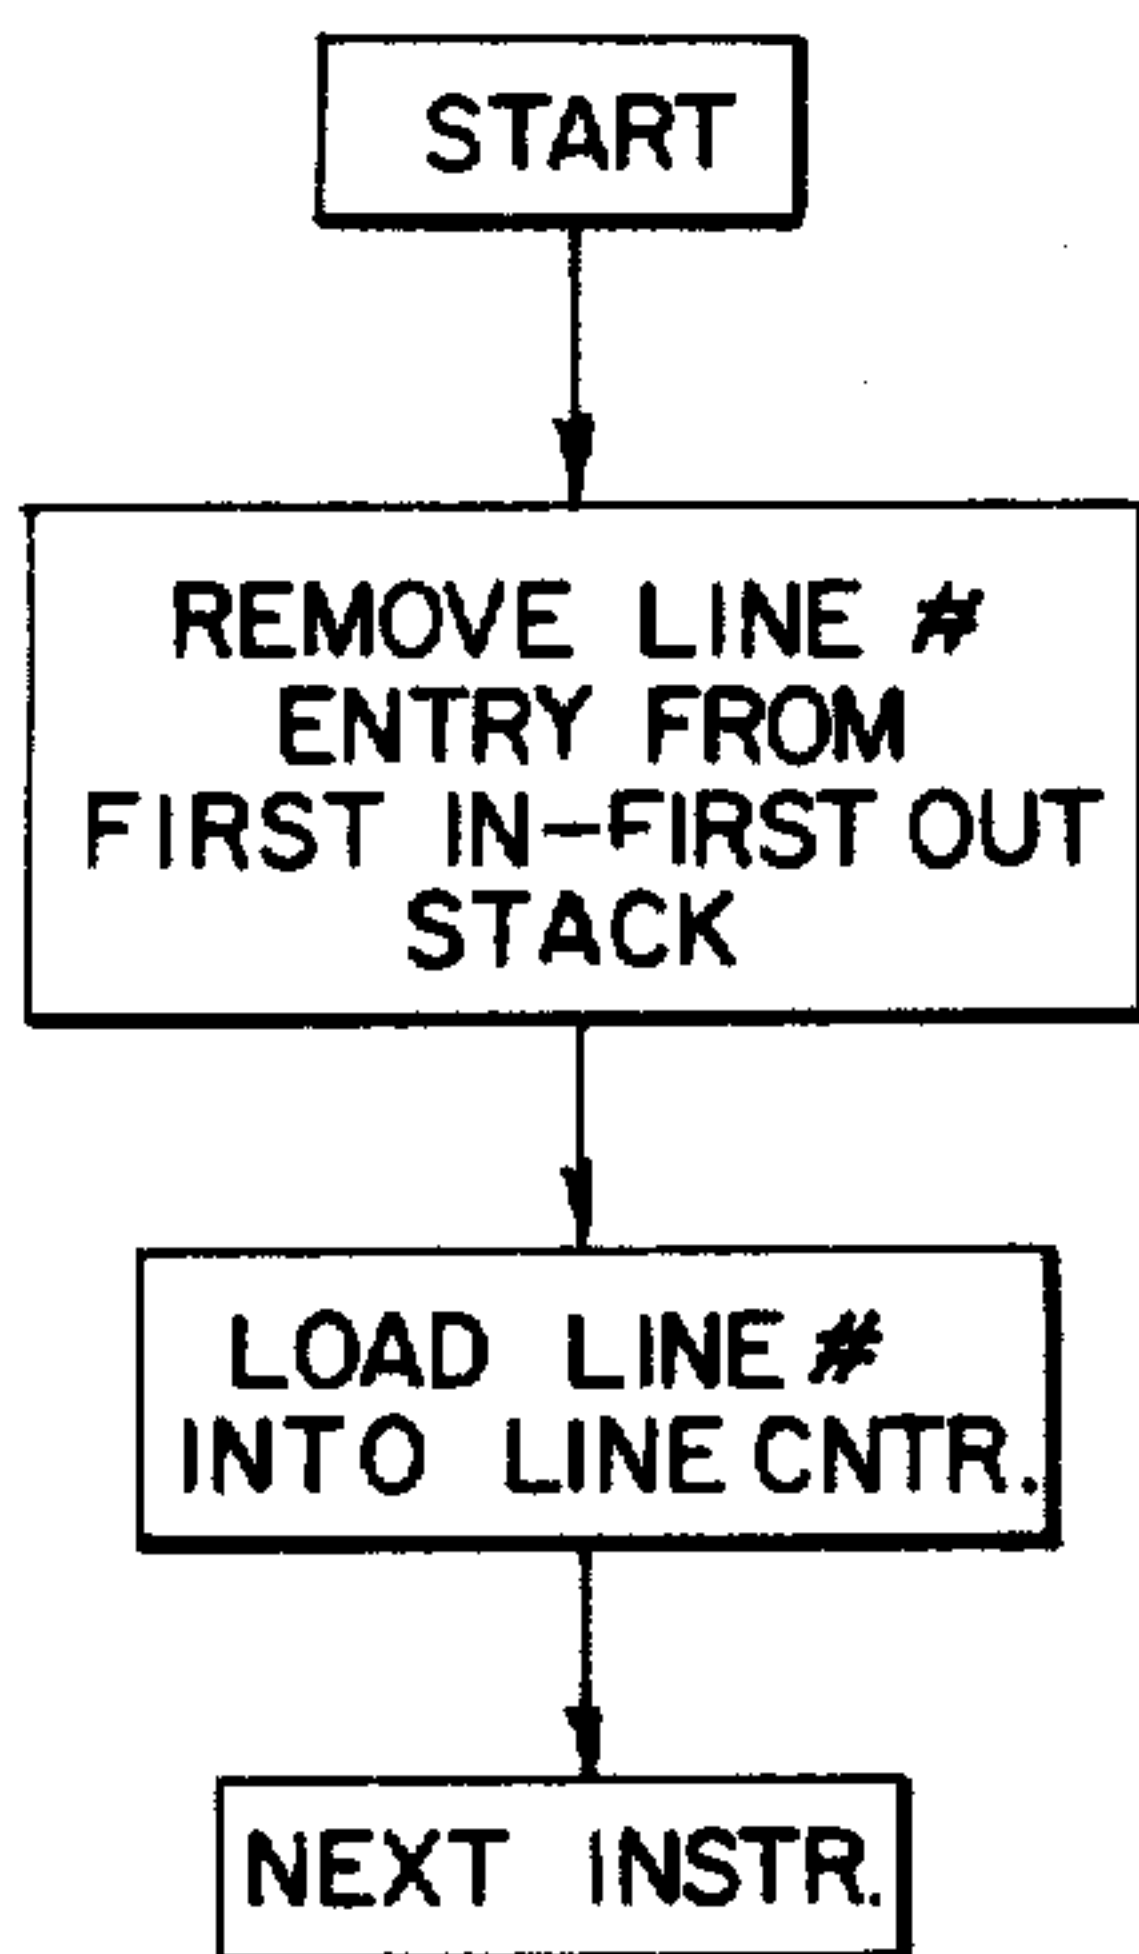 START
REMOVE LINE #
ENTRY FROM
FIRST IN-FIRST OUT
STACK
LOAD LINE #
INTO LINE CNTR.
NEXT INSTR.